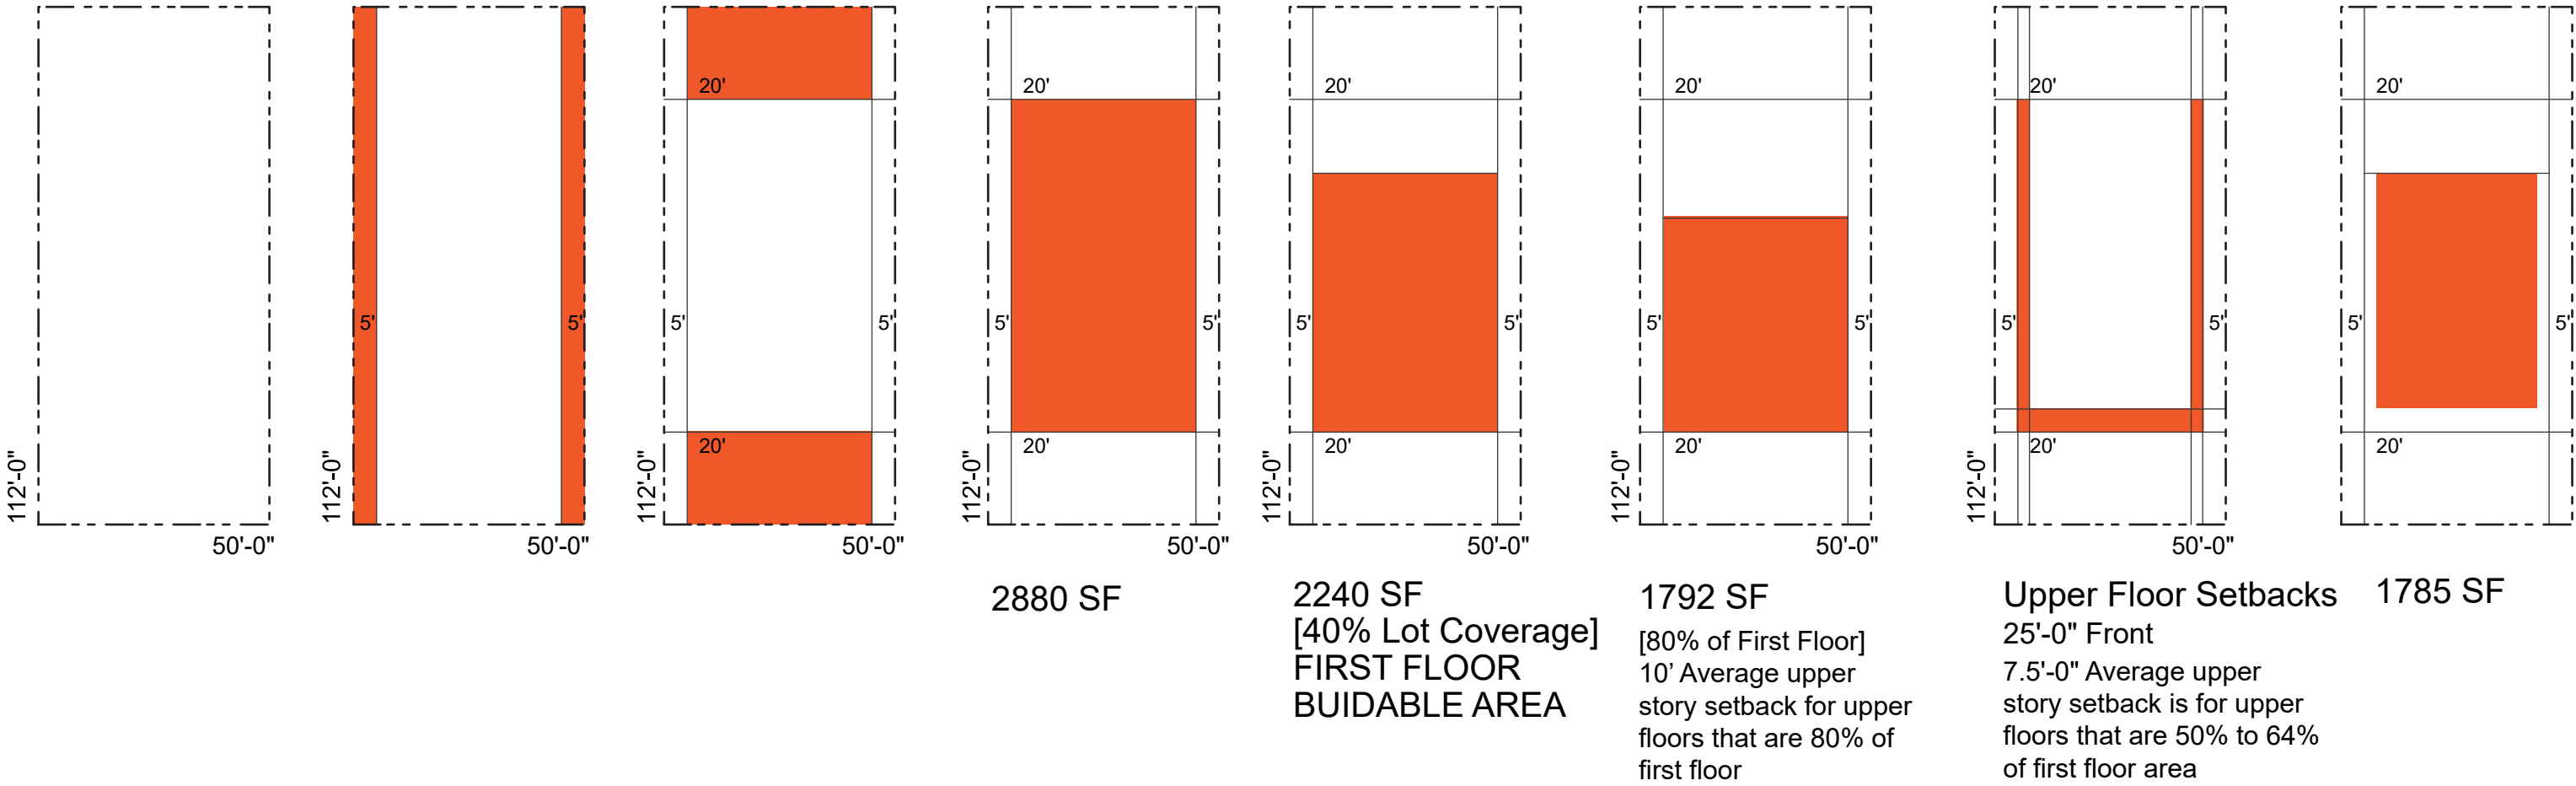 112'-0"
50'-0"
5'
5'
112'-0"
50'-0"
20'
5'
5'
20'
112'-0"
50'-0"
20'
5'
5'
20'
112'-0"
50'-0"
2880 SF
20'
5'
5'
20'
112'-0"
50'-0"
2240 SF
[40% Lot Coverage]
FIRST FLOOR
BUIDABLE AREA
20'
5'
5'
20'
112'-0"
50'-0"
1792 SF
[80% of First Floor]
10’ Average upper
story setback for upper
floors that are 80% of
first floor
20'
5'
5'
20'
112'-0"
50'-0"
Upper Floor Setbacks
25'-0" Front
7.5'-0" Average upper
story setback is for upper
floors that are 50% to 64%
of first floor area
20'
5'
5'
20'
1785 SF